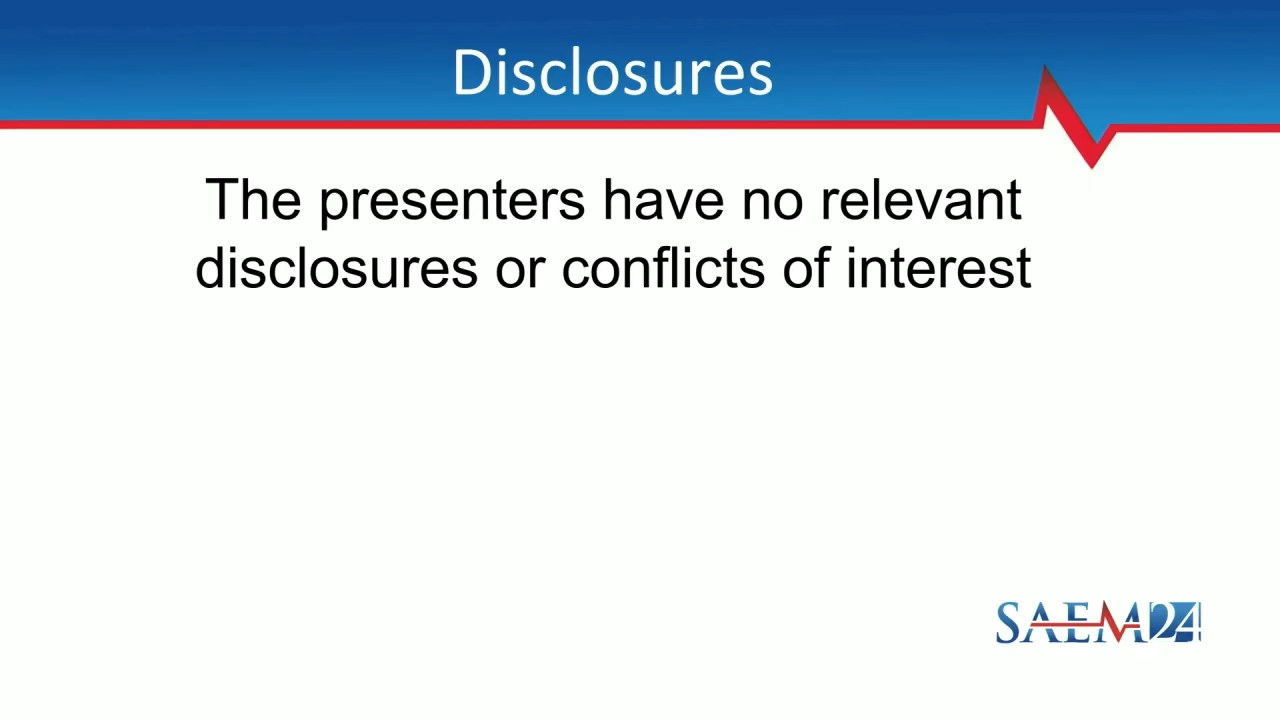 Disclosures
The presenters have no relevant
disclosures or conflicts of interest
SAEM24